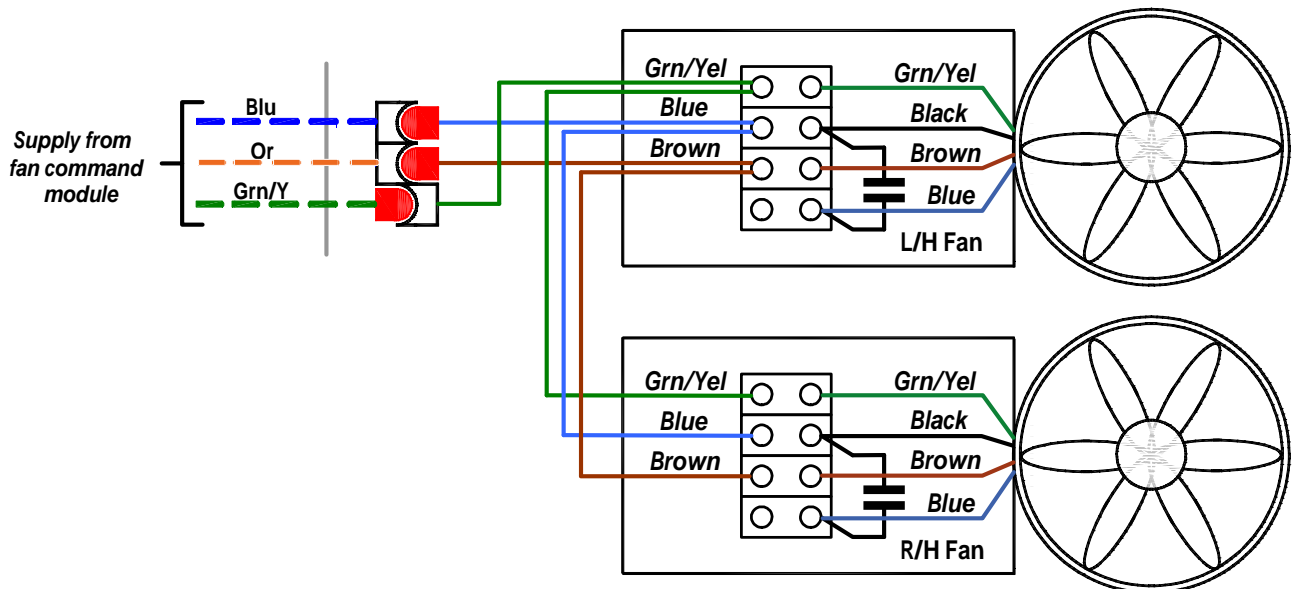 Supply from
fan command
module
Blu
Or
Grn/Y
Grn/Yel
Blue
Brown
Grn/Yel
Black
Brown
Blue
L/H Fan
Grn/Yel
Blue
Brown
Grn/Yel
Black
Brown
Blue
R/H Fan